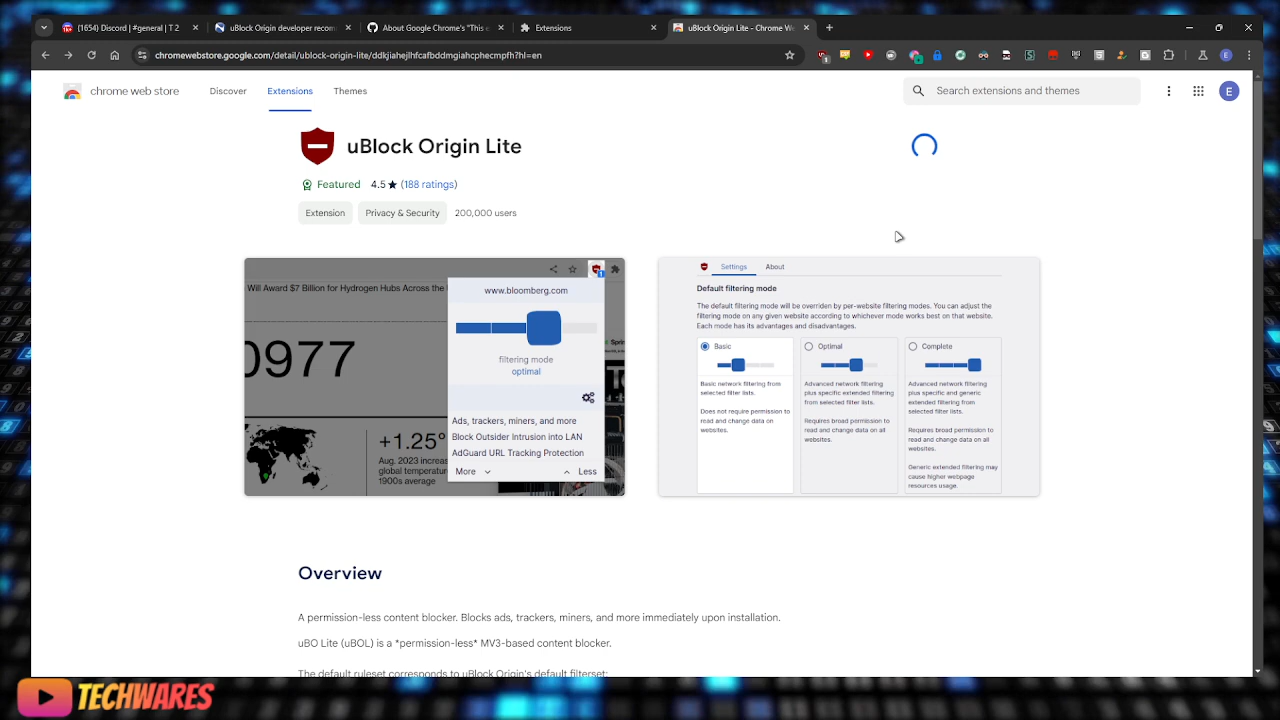 (1654) Discord | #general | T 2
uBlock Origin developer recom
About Google Chrome's "This e
Extensions
uBlock Origin Lite - Chrome We
chromewebstore.google.com/detail/ublock-origin-lite/ddkjiahejlhfcafbddmgiahcphecmpfh?hl=en
E
chrome web store
Discover
Extensions
Themes
Search extensions and themes
E
uBlock Origin Lite
Featured 4.5 ★ (188 ratings)
Extension
Privacy & Security
200,000 users
Will Award $7 Billion for Hydrogen Hubs Across the
0977
+1.25°
Aug. 2023 increase
global temperature
1900s average
www.bloomberg.com
filtering mode
optimal
Ads, trackers, miners, and more
Block Outsider Intrusion into LAN
AdGuard URL Tracking Protection
More
Less
Settings
About
Default filtering mode
The default filtering mode will be overriden by per-website filtering modes. You can adjust the
filtering mode on any given website according to whichever mode works best on that website.
Each mode has its advantages and disadvantages.
Basic
Basic network filtering from
selected filter lists.
Does not require permission to
read and change data on
websites.
Optimal
Advanced network filtering
plus specific extended filtering
from selected filter lists.
Requires broad permission to
read and change data on all
websites.
Complete
Advanced network filtering
plus specific and generic
extended filtering from
selected filter lists.
Requires broad permission to
read and change data on all
websites.
Generic extended filtering may
cause higher webpage
resources usage.
Overview
A permission-less content blocker. Blocks ads, trackers, miners, and more immediately upon installation.
uBO Lite (uBOL) is a *permission-less* MV3-based content blocker.
The default ruleset corresponds to uBlock Origin's default filterset:
TECHWARES